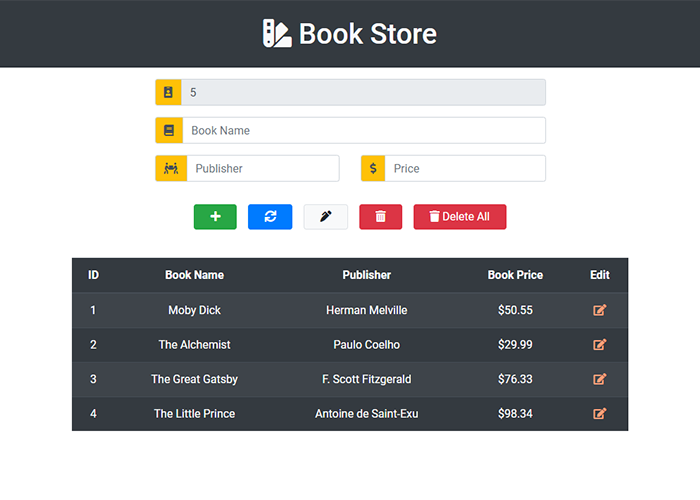 Book Store
5
Book Name
Publisher
$ Price
Delete All
ID Book Name Publisher Book Price Edit
1 Moby Dick Herman Melville $50.55
2 The Alchemist Paulo Coelho $29.99
3 The Great Gatsby F. Scott Fitzgerald $76.33
4 The Little Prince Antoine de Saint-Exu $98.34